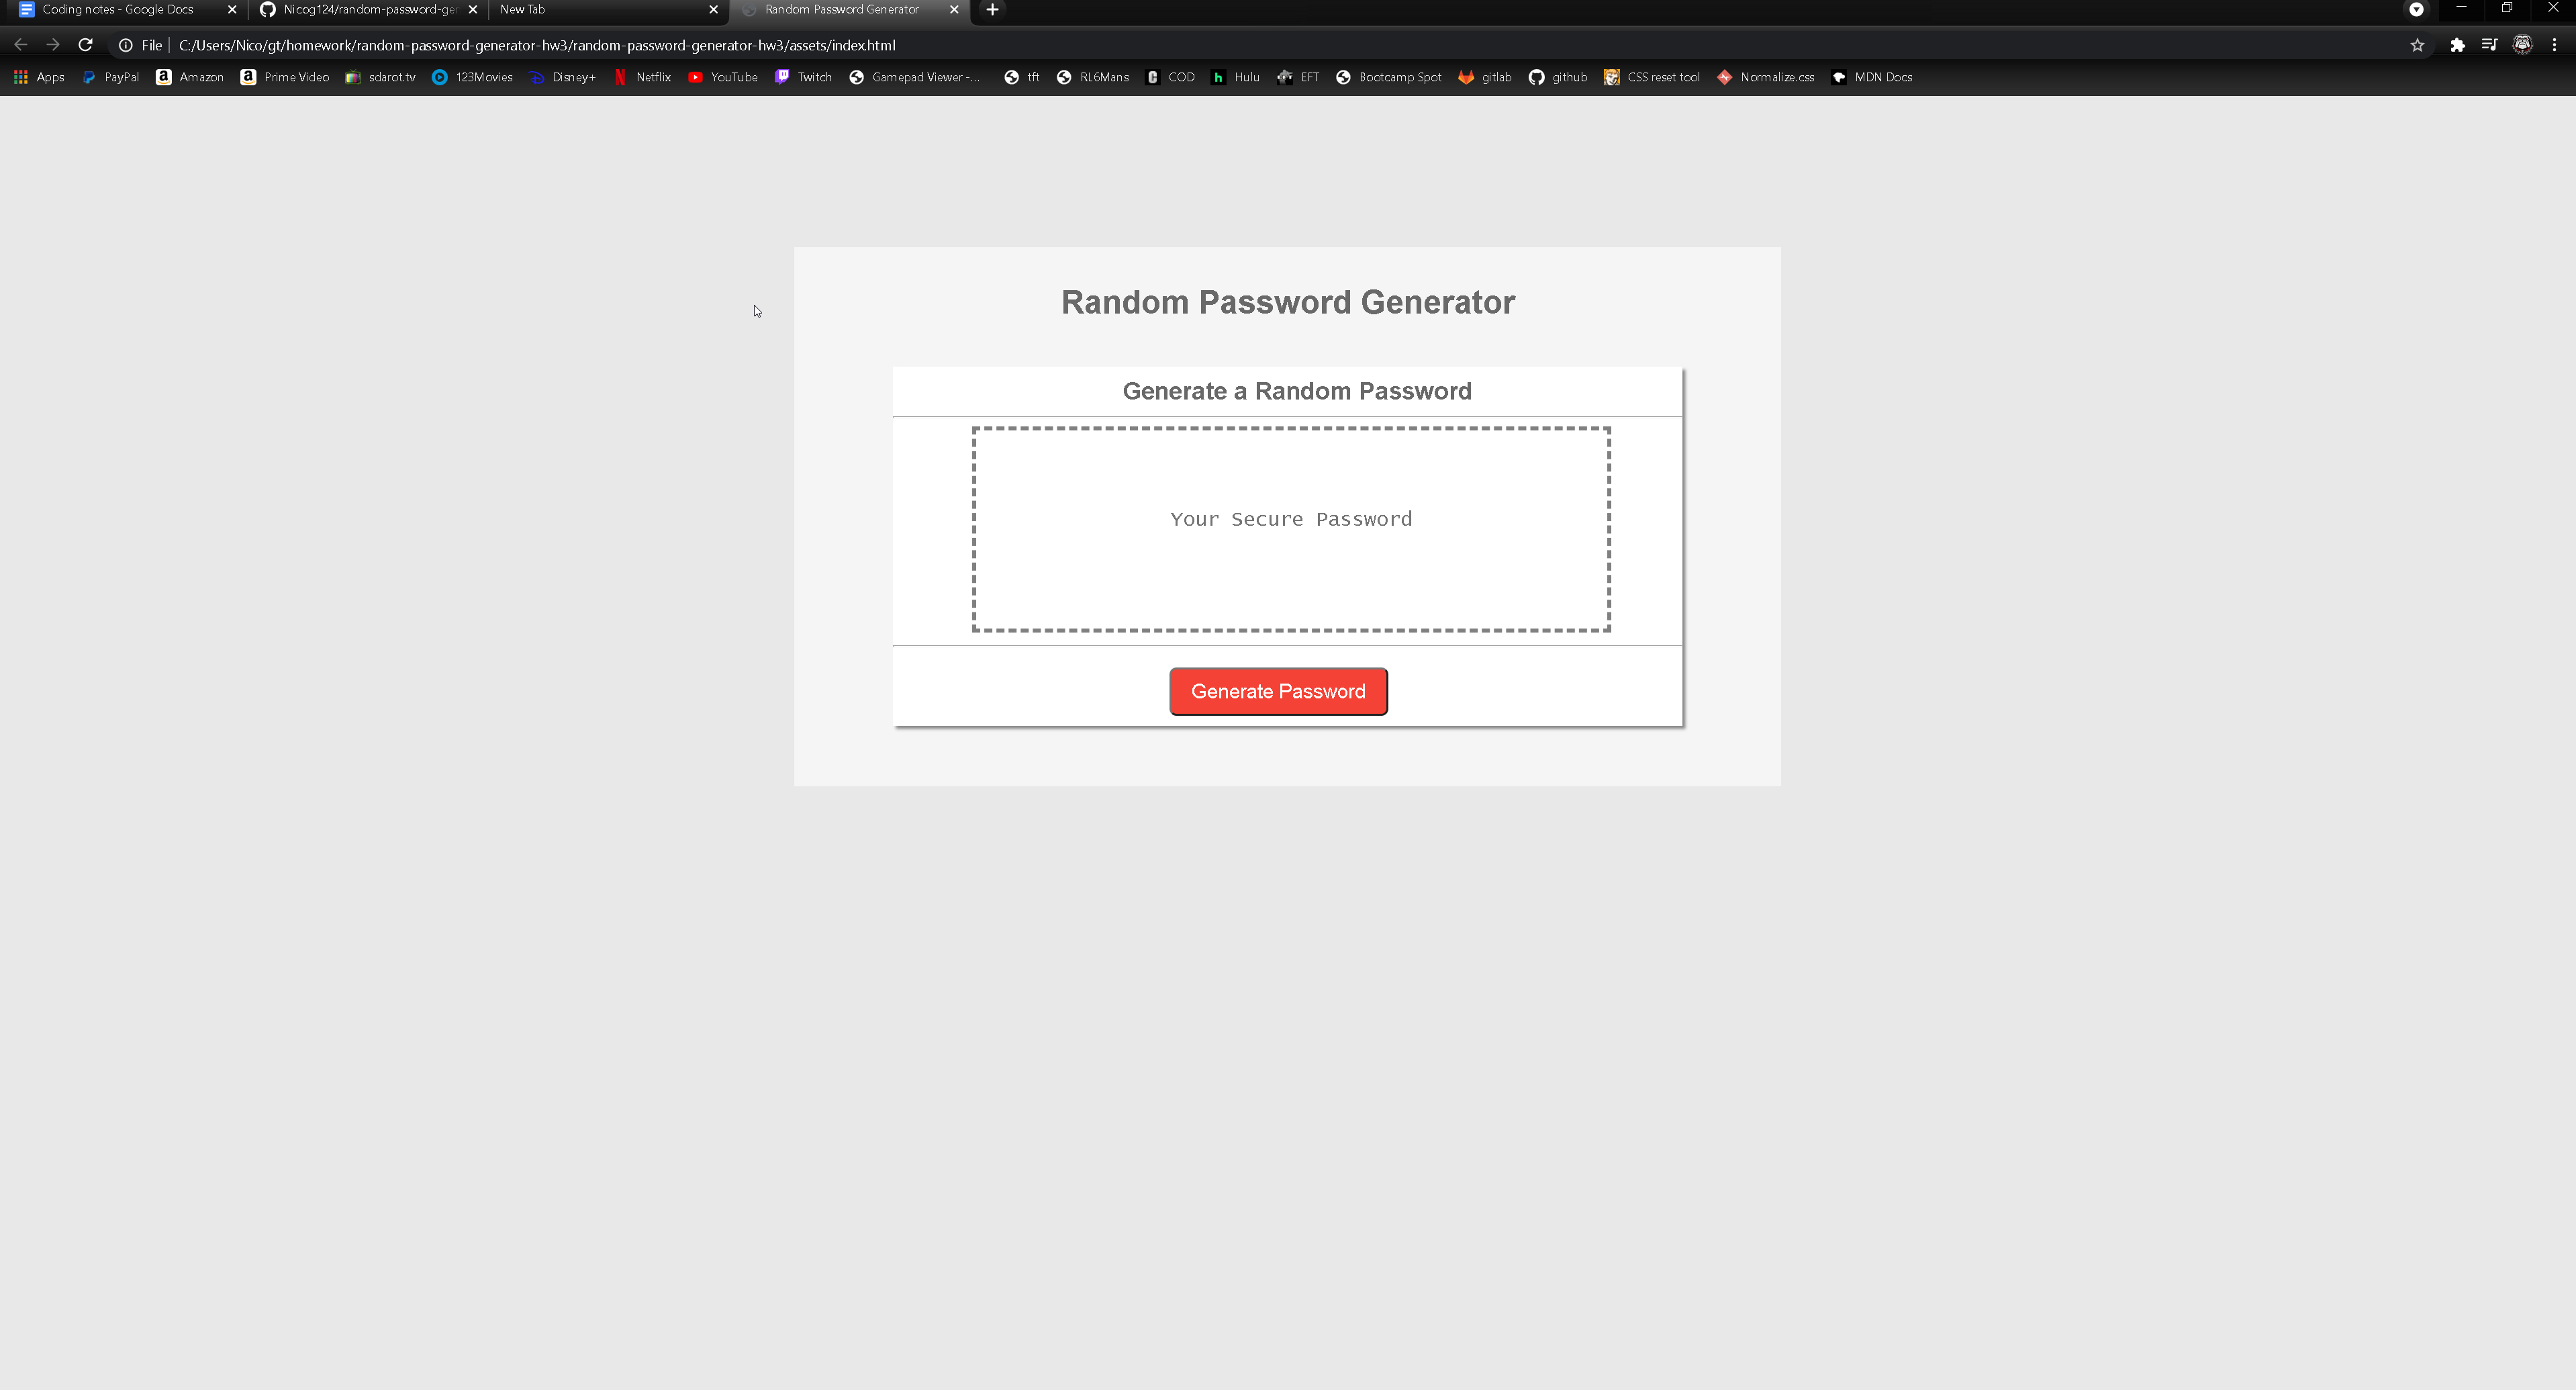 Coding notes - Google Docs
Nicog124/random-password-ger
New Tab
Random Password Generator
File C:/Users/Nico/gt/homework/random-password-generator-hw3/random-password-generator-hw3/assets/index.html
Apps PayPal Amazon Prime Video sdarot.tv 123Movies Disney+ Netflix YouTube Twitch Gamepad Viewer -... tft RL6Mans COD Hulu EFT Bootcamp Spot gitlab github CSS reset tool Normalize.css MDN Docs
Random Password Generator
Generate a Random Password
Your Secure Password
Generate Password